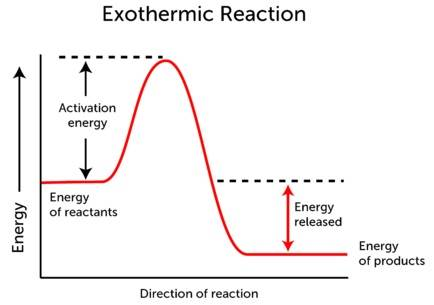 Exothermic Reaction
Activation
energy
Energy
of reactants
Energy
released
Energy
of products
Energy
Direction of reaction